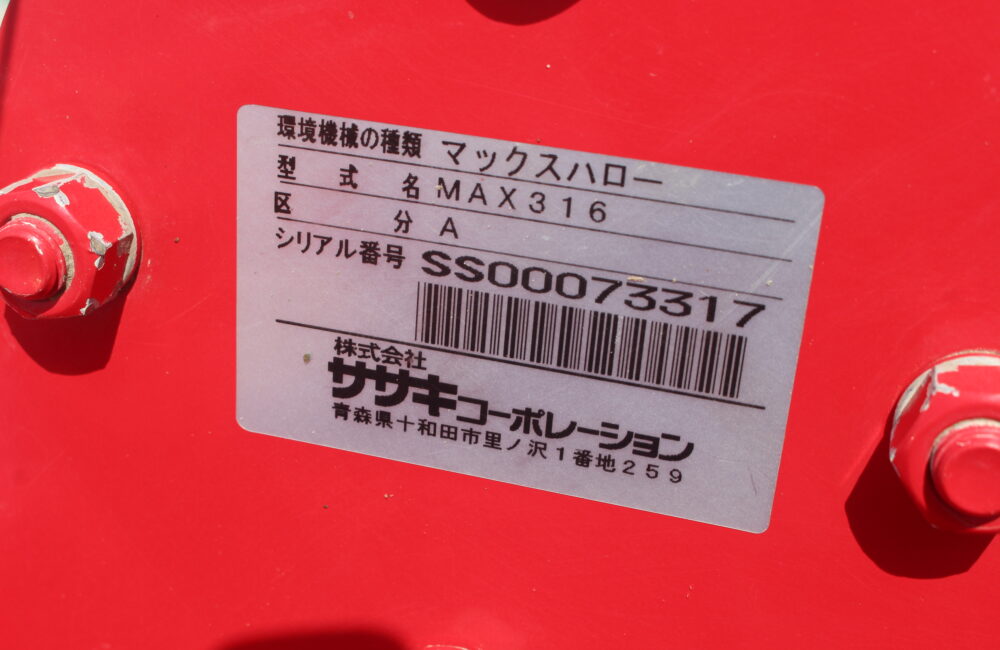 環境機械の種類 マックスハロー
型式名 MAX316
区分 A
シリアル番号 SS00073317
株式会社
ササキコーポレーション
青森県十和田市里ノ沢1番地259